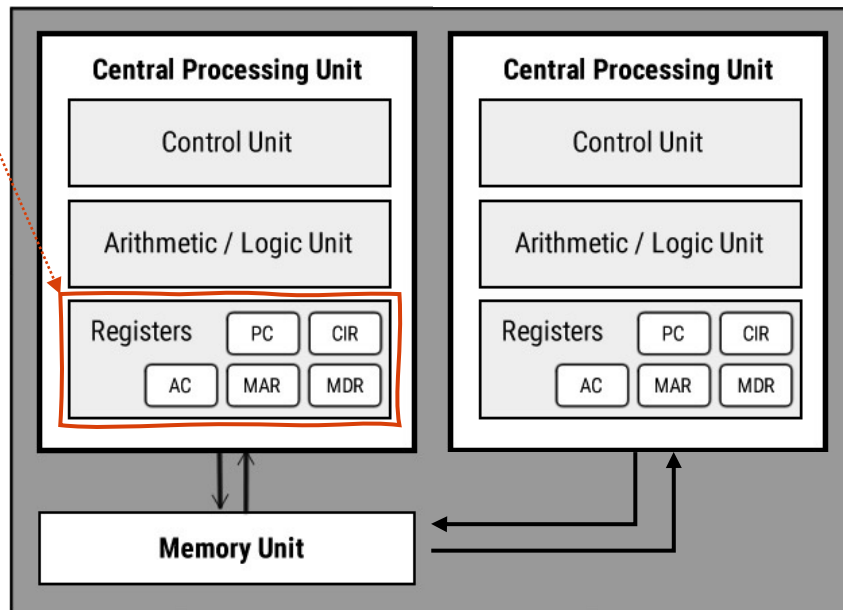 Central Processing Unit
Control Unit
Arithmetic / Logic Unit
Registers
PC
CIR
AC
MAR
MDR
Central Processing Unit
Control Unit
Arithmetic / Logic Unit
Registers
PC
CIR
AC
MAR
MDR
Memory Unit